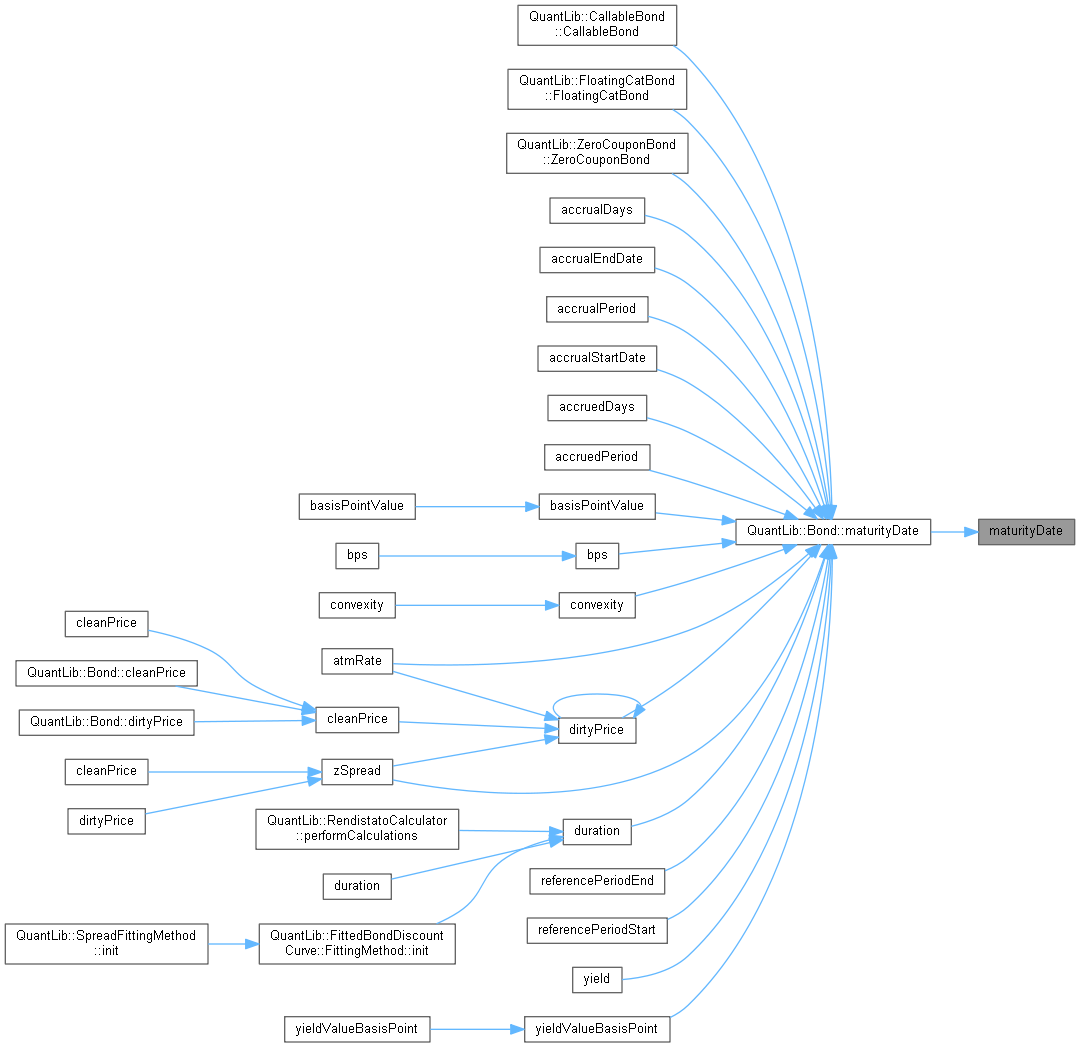 QuantLib::CallableBond
::CallableBond
QuantLib::FloatingCatBond
::FloatingCatBond
QuantLib::ZeroCouponBond
::ZeroCouponBond
accrualDays
accrualEndDate
accrualPeriod
accrualStartDate
accruedDays
accruedPeriod
basisPointValue
basisPointValue
QuantLib::Bond::maturityDate
maturityDate
bps
bps
convexity
convexity
cleanPrice
atmRate
QuantLib::Bond::cleanPrice
QuantLib::Bond::dirtyPrice
cleanPrice
dirtyPrice
cleanPrice
zSpread
dirtyPrice
QuantLib::RendistatoCalculator
::performCalculations
duration
duration
referencePeriodEnd
QuantLib::SpreadFittingMethod
::init
QuantLib::FittedBondDiscount
Curve::FittingMethod::init
referencePeriodStart
yield
yieldValueBasisPoint
yieldValueBasisPoint